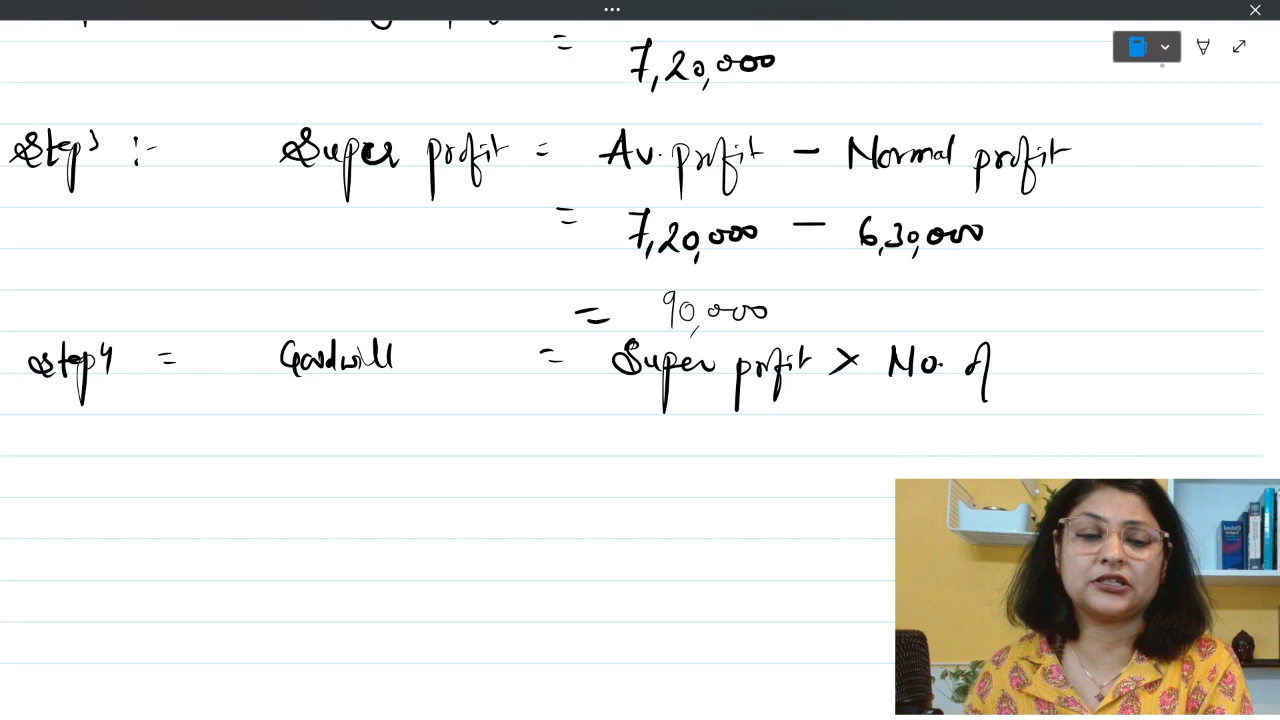 = 7,20,000
Step 3 :- Super profit = Av. profit - Normal profit
= 7,20,000 - 6,30,000
= 90,000
Step 4 = Goodwill = Super profit × No. of